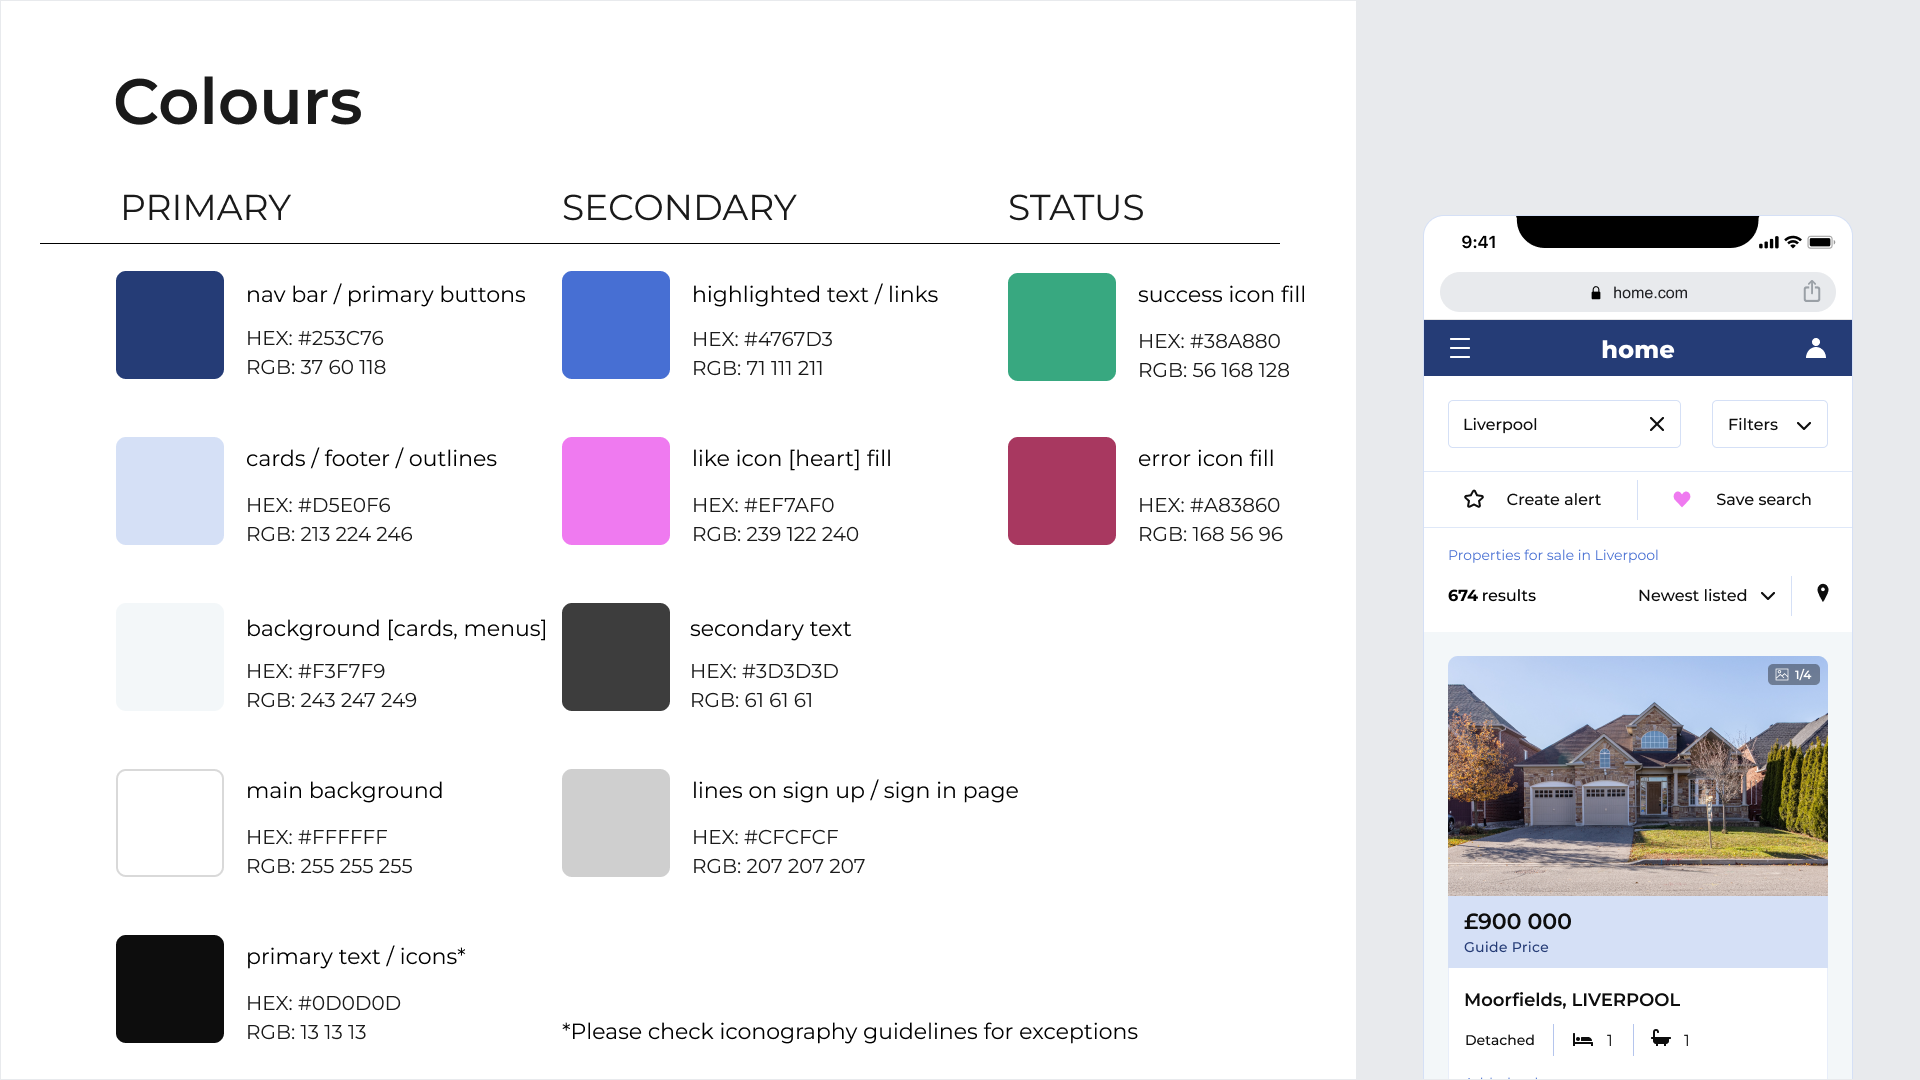 Colours
PRIMARY
nav bar / primary buttons
HEX: #253C76
RGB: 37 60 118
cards / footer / outlines
HEX: #D5E0F6
RGB: 213 224 246
background [cards, menus]
HEX: #F3F7F9
RGB: 243 247 249
main background
HEX: #FFFFFF
RGB: 255 255 255
primary text / icons*
HEX: #0D0D0D
RGB: 13 13 13
SECONDARY
highlighted text / links
HEX: #4767D3
RGB: 71 111 211
like icon [heart] fill
HEX: #EF7AF0
RGB: 239 122 240
secondary text
HEX: #3D3D3D
RGB: 61 61 61
lines on sign up / sign in page
HEX: #CFCFCF
RGB: 207 207 207
*Please check iconography guidelines for exceptions
STATUS
success icon fill
HEX: #38A880
RGB: 56 168 128
error icon fill
HEX: #A83860
RGB: 168 56 96
9:41
home.com
home
Liverpool
Filters
Create alert
Save search
Properties for sale in Liverpool
674 results
Newest listed
1/4
£900 000
Guide Price
Moorfields, LIVERPOOL
Detached
1
1